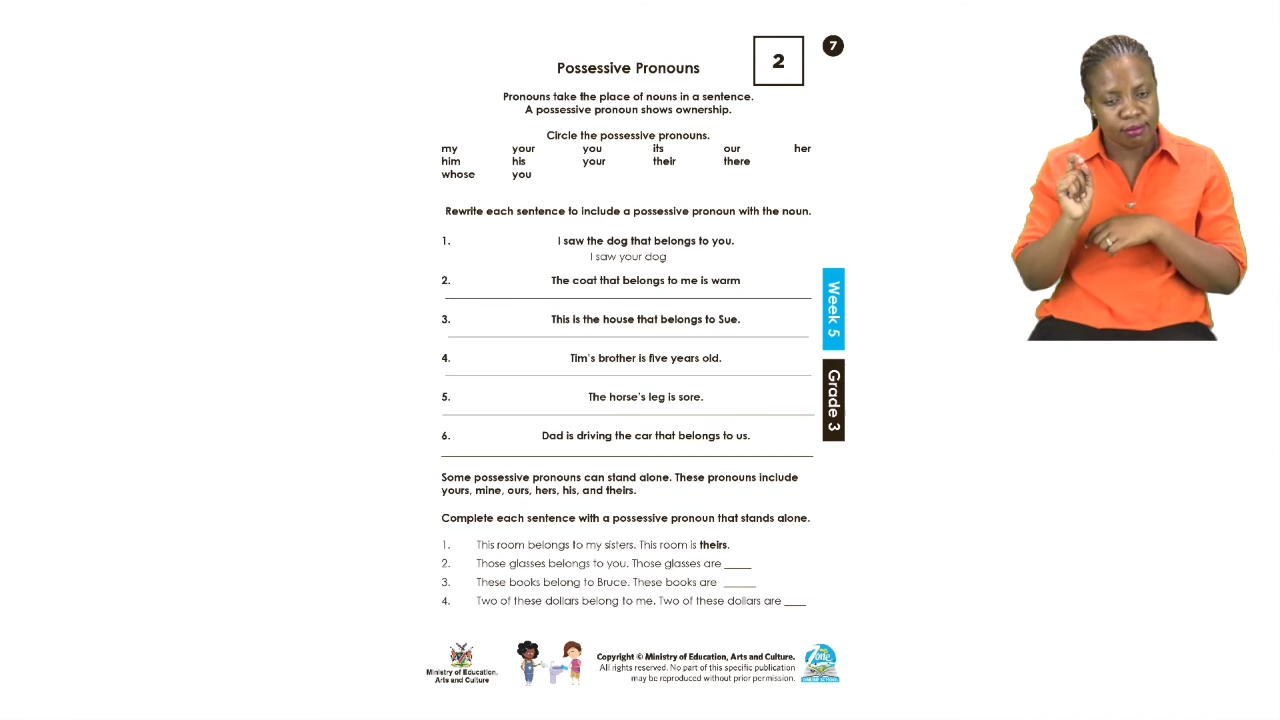 2
7
Possessive Pronouns
Pronouns take the place of nouns in a sentence.
A possessive pronoun shows ownership.
Circle the possessive pronouns.
my your you its our her
him his your their there
whose you
Rewrite each sentence to include a possessive pronoun with the noun.
1. I saw the dog that belongs to you.
I saw your dog
2. The coat that belongs to me is warm
3. This is the house that belongs to Sue.
4. Tim's brother is five years old.
5. The horse's leg is sore.
6. Dad is driving the car that belongs to us.
Week 5
Grade 3
Some possessive pronouns can stand alone. These pronouns include
yours, mine, ours, hers, his, and theirs.
Complete each sentence with a possessive pronoun that stands alone.
1. This room belongs to my sisters. This room is theirs.
2. Those glasses belongs to you. Those glasses are ____
3. These books belong to Bruce. These books are _____
4. Two of these dollars belong to me. Two of these dollars are ___
Ministry of Education,
Arts and Culture
Copyright © Ministry of Education, Arts and Culture.
All rights reserved. No part of this specific publication
may be reproduced without prior permission.